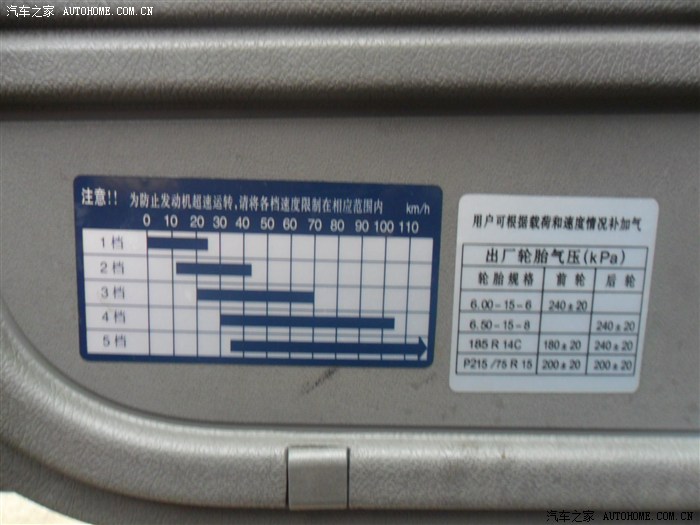 汽车之家 AUTOHOME.COM.CN
注意!! 为防止发动机超速运转,请将各档速度限制在相应范围内 km/h
0 10 20 30 40 50 60 70 80 90 100 110
1 档
2 档
3 档
4 档
5 档
用户可根据载荷和速度情况补加气
出厂轮胎气压(kPa)
轮胎规格 前轮 后轮
6.00-15-6 240±20
6.50-15-8 240±20
185 R 14C 180±20 240±20
P215 /75 R 15 200±20 200±20
汽车之家 AUTOHOME.COM.CN